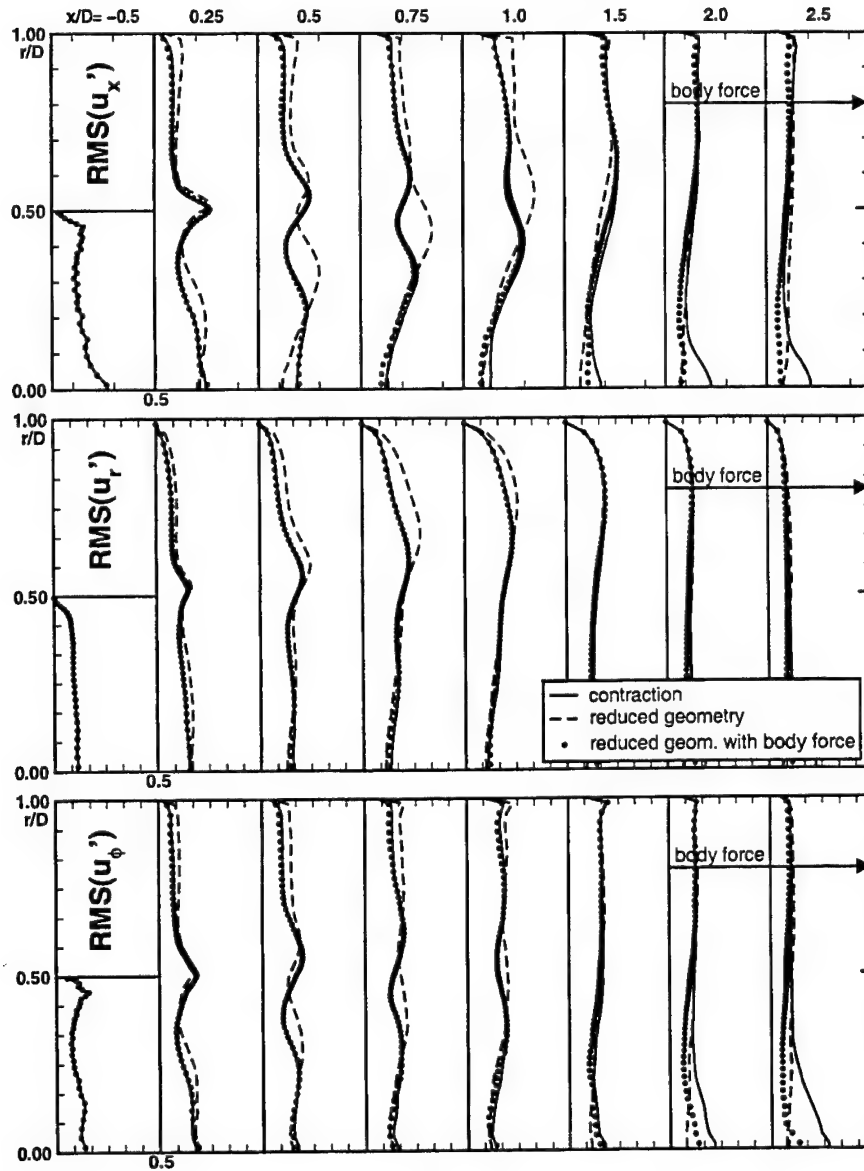 x/D= −0.5 0.25 0.5 0.75 1.0 1.5 2.0 2.5
1.00
r/D
RMS(u_x')
body force
0.50
0.00
0.5
1.00
r/D
RMS(u_r')
body force
0.50
contraction
reduced geometry
reduced geom. with body force
0.00
0.5
1.00
r/D
RMS(u_ϕ')
body force
0.50
0.00
0.5